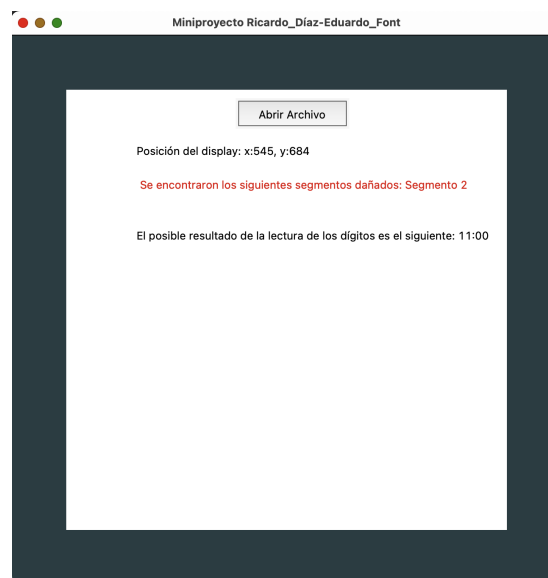 Miniproyecto Ricardo_Díaz-Eduardo_Font
Abrir Archivo
Posición del display: x:545, y:684
Se encontraron los siguientes segmentos dañados: Segmento 2
El posible resultado de la lectura de los dígitos es el siguiente: 11:00